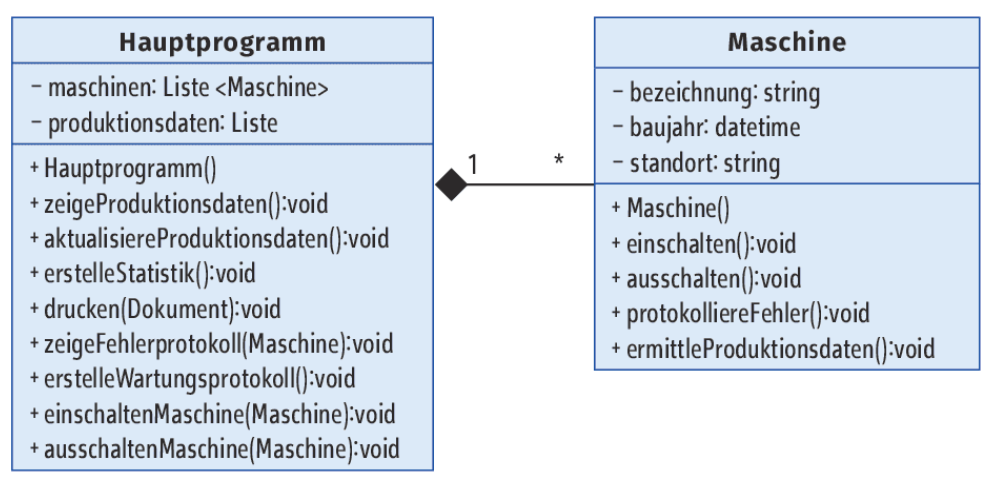 Hauptprogramm
– maschinen: Liste <Maschine>
– produktionsdaten: Liste
+ Hauptprogramm()
+ zeigeProduktionsdaten():void
+ aktualisiereProduktionsdaten():void
+ erstelleStatistik():void
+ drucken(Dokument):void
+ zeigeFehlerprotokoll(Maschine):void
+ erstelleWartungsprotokoll():void
+ einschaltenMaschine(Maschine):void
+ ausschaltenMaschine(Maschine):void
1 *
Maschine
– bezeichnung: string
– baujahr: datetime
– standort: string
+ Maschine()
+ einschalten():void
+ ausschalten():void
+ protokolliereFehler():void
+ ermittleProduktionsdaten():void